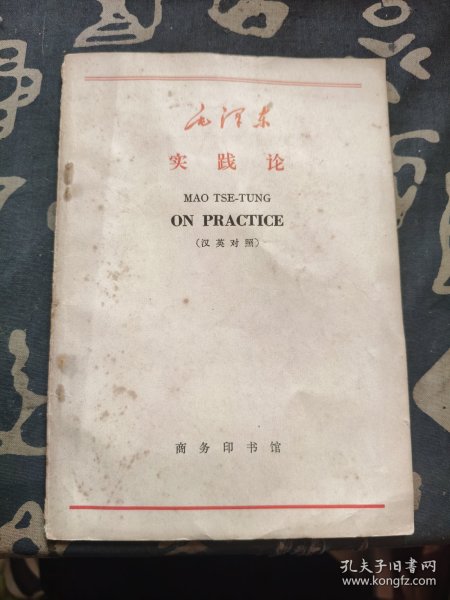 毛泽东
实践论
MAO TSE-TUNG
ON PRACTICE
（汉英对照）
商务印书馆
孔夫子旧书网
www.kongfz.com